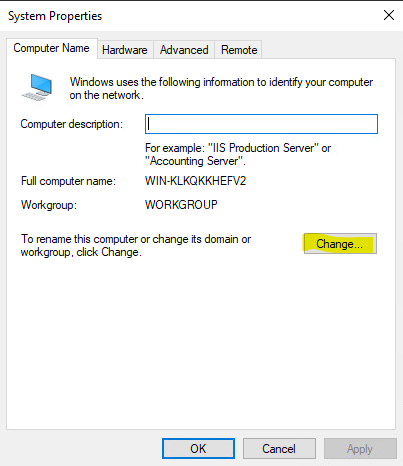 System Properties
Computer Name Hardware Advanced Remote
Windows uses the following information to identify your computer
on the network.
Computer description:
For example: "IIS Production Server" or
"Accounting Server".
Full computer name: WIN-KLKQKKHEFV2
Workgroup: WORKGROUP
To rename this computer or change its domain or
workgroup, click Change.
Change...
OK Cancel Apply